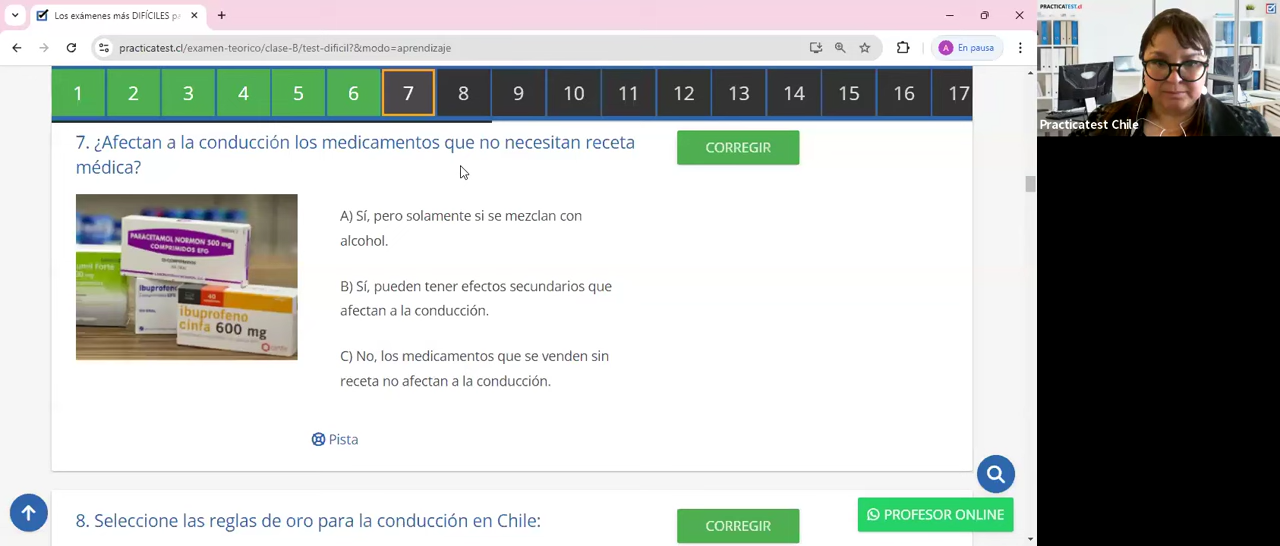 Los exámenes más DIFÍCILES pa
practicatest.cl/examen-teorico/clase-B/test-dificil?&modo=aprendizaje
A
En pausa
PRACTICATEST.cl
Practicatest Chile
1 2 3 4 5 6 7 8 9 10 11 12 13 14 15 16 17
7. ¿Afectan a la conducción los medicamentos que no necesitan receta
médica?
CORREGIR
PARACETAMOL NORMON 500 mg
COMPRIMIDOS EFG
ibuprofeno
ibuprofeno
cinfa 600 mg
A) Sí, pero solamente si se mezclan con
alcohol.
B) Sí, pueden tener efectos secundarios que
afectan a la conducción.
C) No, los medicamentos que se venden sin
receta no afectan a la conducción.
Pista
8. Seleccione las reglas de oro para la conducción en Chile:
CORREGIR
PROFESOR ONLINE